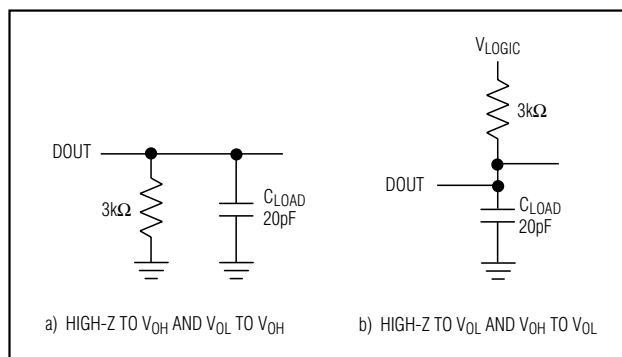 DOUT
3kΩ
CLOAD
20pF
a) HIGH-Z TO VOH AND VOL TO VOH
VLOGIC
3kΩ
DOUT
CLOAD
20pF
b) HIGH-Z TO VOL AND VOH TO VOL